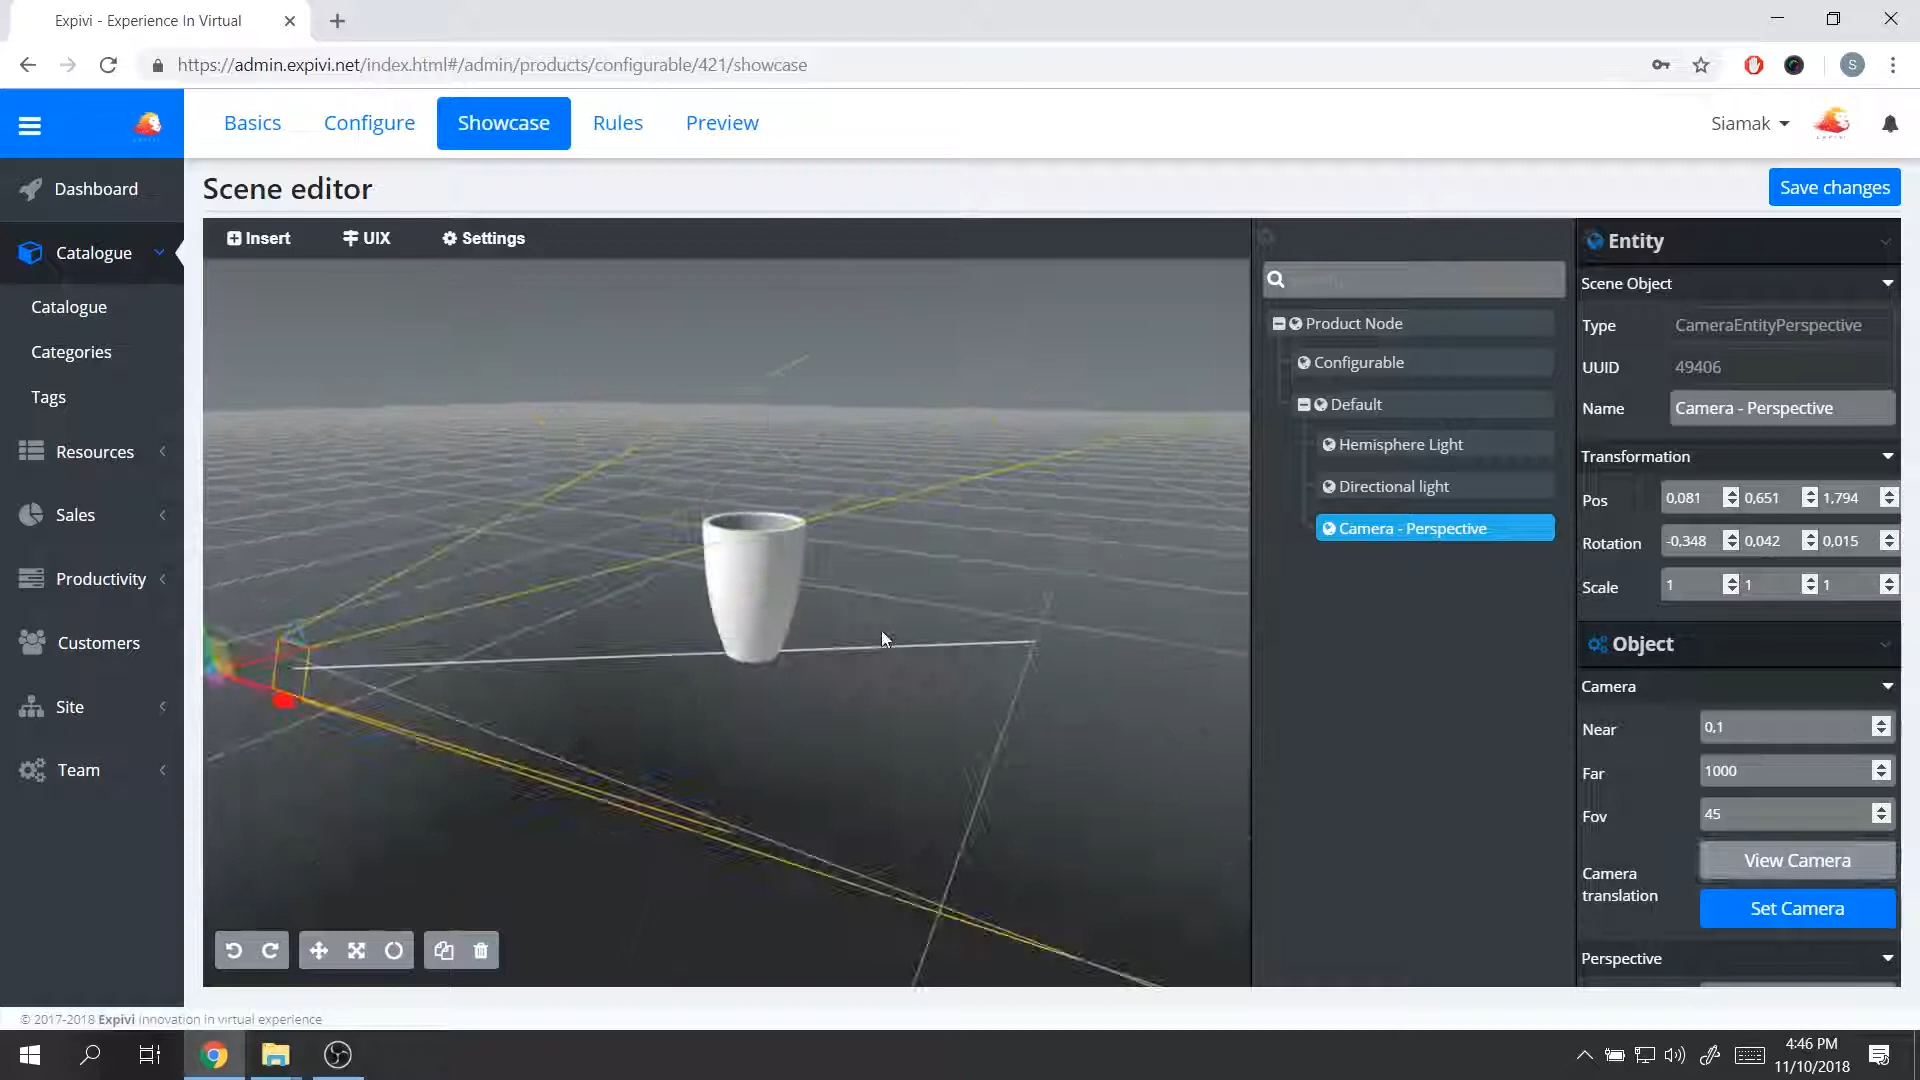 Expivi - Experience In Virtual
https://admin.expivi.net/index.html#/admin/products/configurable/421/showcase
S
Basics
Configure
Showcase
Rules
Preview
Siamak
Dashboard
Scene editor
Save changes
Catalogue
Catalogue
Categories
Tags
Resources
Sales
Productivity
Customers
Site
Team
Insert
UIX
Settings
Product Node
Configurable
Default
Hemisphere Light
Directional light
Camera - Perspective
Entity
Scene Object
Type CameraEntityPerspective
UUID 49406
Name Camera - Perspective
Transformation
Pos 0,081 0,651 1,794
Rotation -0,348 0,042 0,015
Scale 1 1 1
Object
Camera
Near 0,1
Far 1000
Fov 45
Camera translation
View Camera
Set Camera
Perspective
© 2017-2018 Expivi innovation in virtual experience
4:46 PM
11/10/2018